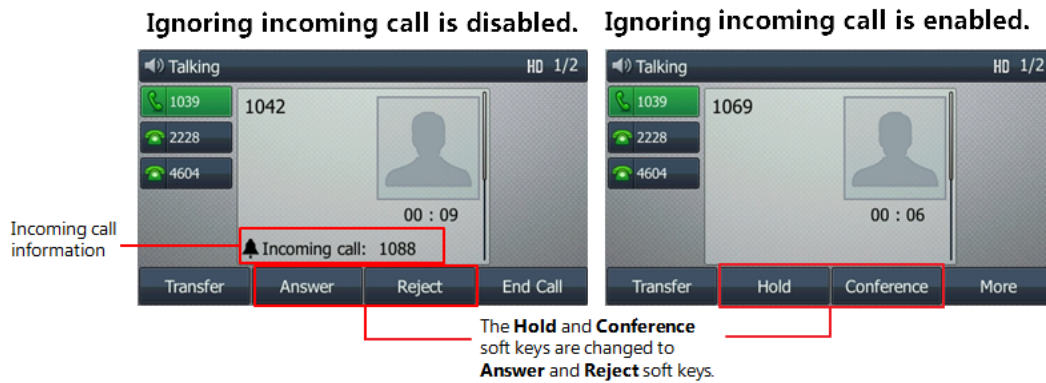 Ignoring incoming call is disabled.
Talking
HD 1/2
1039
1042
2228
4604
00 : 09
Incoming call: 1088
Transfer
Answer
Reject
End Call
Incoming call
information
Ignoring incoming call is enabled.
Talking
HD 1/2
1039
1069
2228
4604
00 : 06
Transfer
Hold
Conference
More
The Hold and Conference
soft keys are changed to
Answer and Reject soft keys.